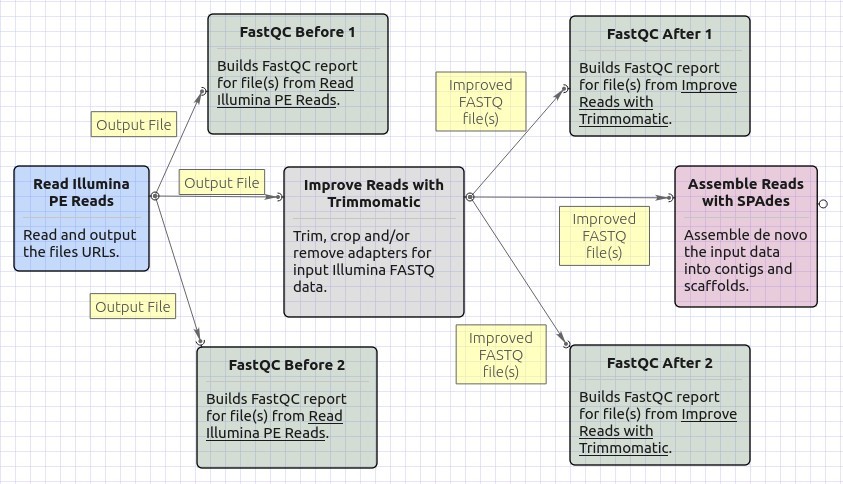 FastQC Before 1
Builds FastQC report
for file(s) from Read
Illumina PE Reads.
FastQC After 1
Builds FastQC report
for file(s) from Improve
Reads with
Trimmomatic.
Output File
Improved
FASTQ
file(s)
Read Illumina
PE Reads
Read and output
the files URLs.
Output File
Improve Reads with
Trimmomatic
Trim, crop and/or
remove adapters for
input Illumina FASTQ
data.
Improved
FASTQ
file(s)
Assemble Reads
with SPAdes
Assemble de novo
the input data
into contigs and
scaffolds.
Output File
Improved
FASTQ
file(s)
FastQC Before 2
Builds FastQC report
for file(s) from Read
Illumina PE Reads.
FastQC After 2
Builds FastQC report
for file(s) from Improve
Reads with
Trimmomatic.